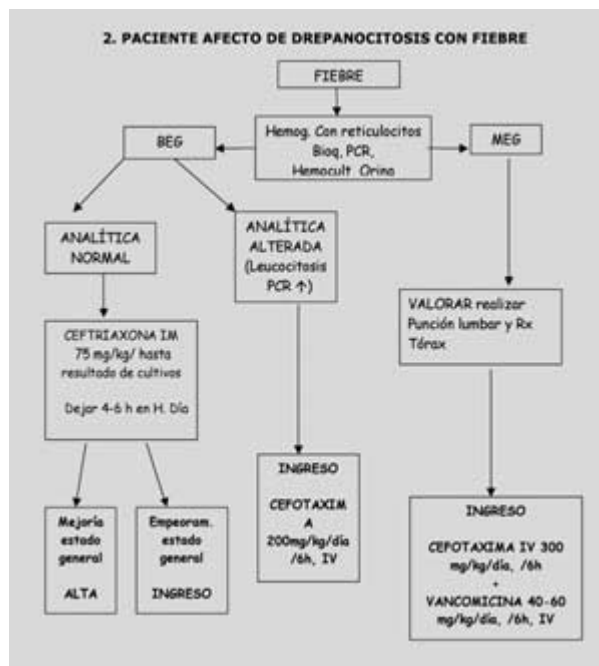 2. PACIENTE AFECTO DE DREPANOCITOSIS CON FIEBRE
FIEBRE
Hemog. Con reticulocitos
Bioq, PCR,
Hemocult. Orina
BEG
MEG
ANALÍTICA
NORMAL
ANALÍTICA
ALTERADA
(Leucocitosis
PCR ↑)
VALORAR realizar
Punción lumbar y Rx
Tórax
CEFTRIAXONA IM
75 mg/kg/ hasta
resultado de cultivos
Dejar 4-6 h en H. Día
Mejoría
estado
general
ALTA
Empeoram.
estado
general
INGRESO
INGRESO
CEFOTAXIM
A
200mg/kg/día
/6h, IV
INGRESO
CEFOTAXIMA IV 300
mg/kg/día, /6h
+
VANCOMICINA 40-60
mg/kg/día, /6h, IV